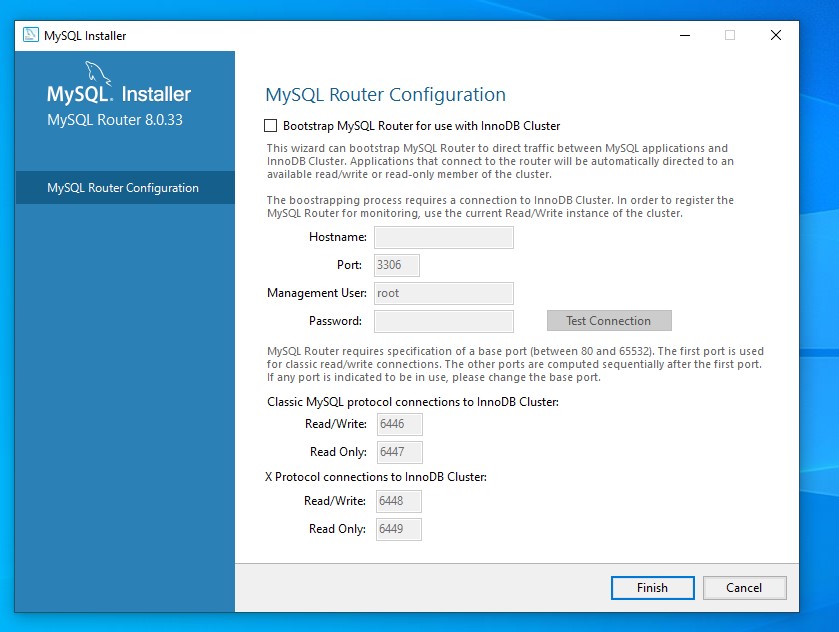 MySQL Installer
MySQL. Installer
MySQL Router 8.0.33
MySQL Router Configuration
MySQL Router Configuration
Bootstrap MySQL Router for use with InnoDB Cluster
This wizard can bootstrap MySQL Router to direct traffic between MySQL applications and
InnoDB Cluster. Applications that connect to the router will be automatically directed to an
available read/write or read-only member of the cluster.
The boostrapping process requires a connection to InnoDB Cluster. In order to register the
MySQL Router for monitoring, use the current Read/Write instance of the cluster.
Hostname:
Port: 3306
Management User: root
Password: Test Connection
MySQL Router requires specification of a base port (between 80 and 65532). The first port is used
for classic read/write connections. The other ports are computed sequentially after the first port.
If any port is indicated to be in use, please change the base port.
Classic MySQL protocol connections to InnoDB Cluster:
Read/Write: 6446
Read Only: 6447
X Protocol connections to InnoDB Cluster:
Read/Write: 6448
Read Only: 6449
Finish Cancel